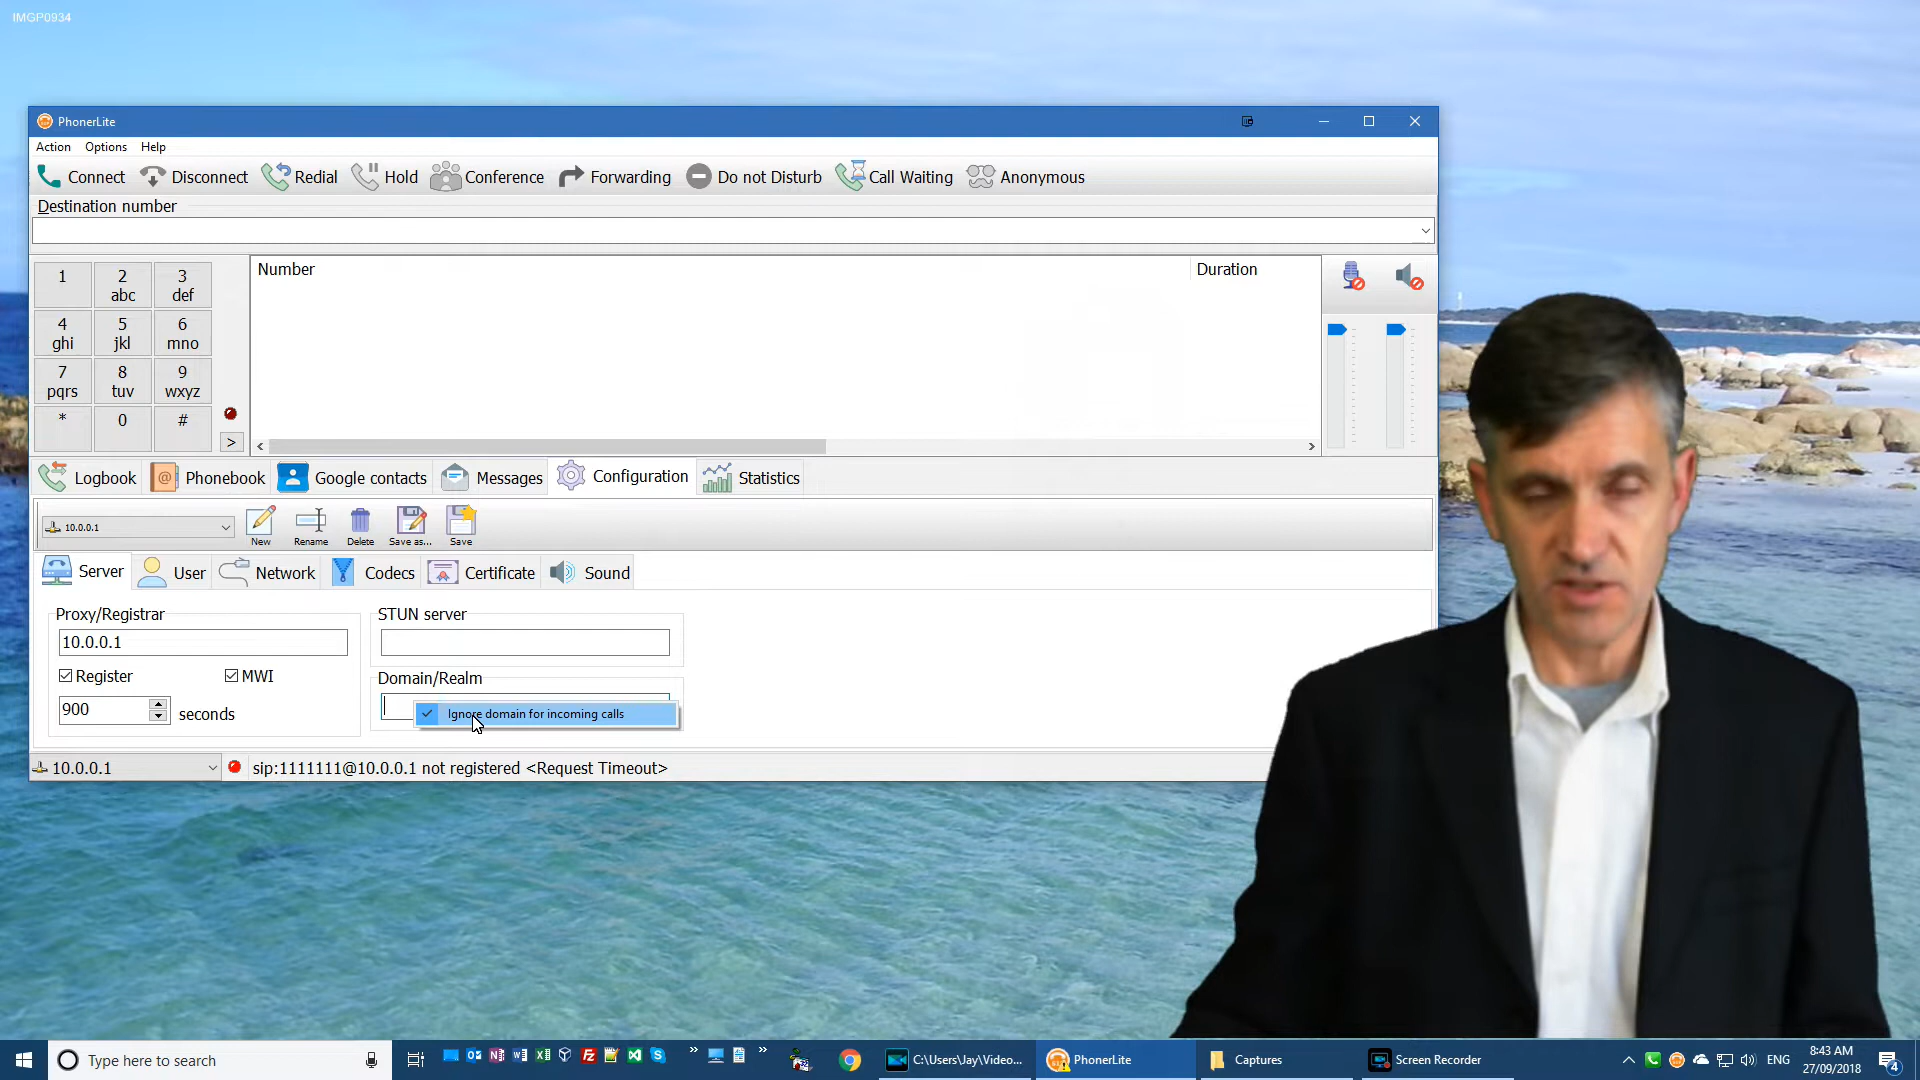 IMGP0934
PhonerLite
Action Options Help
Connect Disconnect Redial Hold Conference Forwarding Do not Disturb Call Waiting Anonymous
Destination number
Number Duration
1 2 abc 3 def
4 ghi 5 jkl 6 mno
7 pqrs 8 tuv 9 wxyz
* 0 #
>
Logbook Phonebook Google contacts Messages Configuration Statistics
10.0.0.1 New Rename Delete Save as... Save
Server User Network Codecs Certificate Sound
Proxy/Registrar STUN server
10.0.0.1
Register MWI Domain/Realm
900 seconds Ignore domain for incoming calls
10.0.0.1 sip:1111111@10.0.0.1 not registered <Request Timeout>
Type here to search C:\Users\Jay\Video... PhonerLite Captures Screen Recorder ENG 8:43 AM
27/09/2018 4